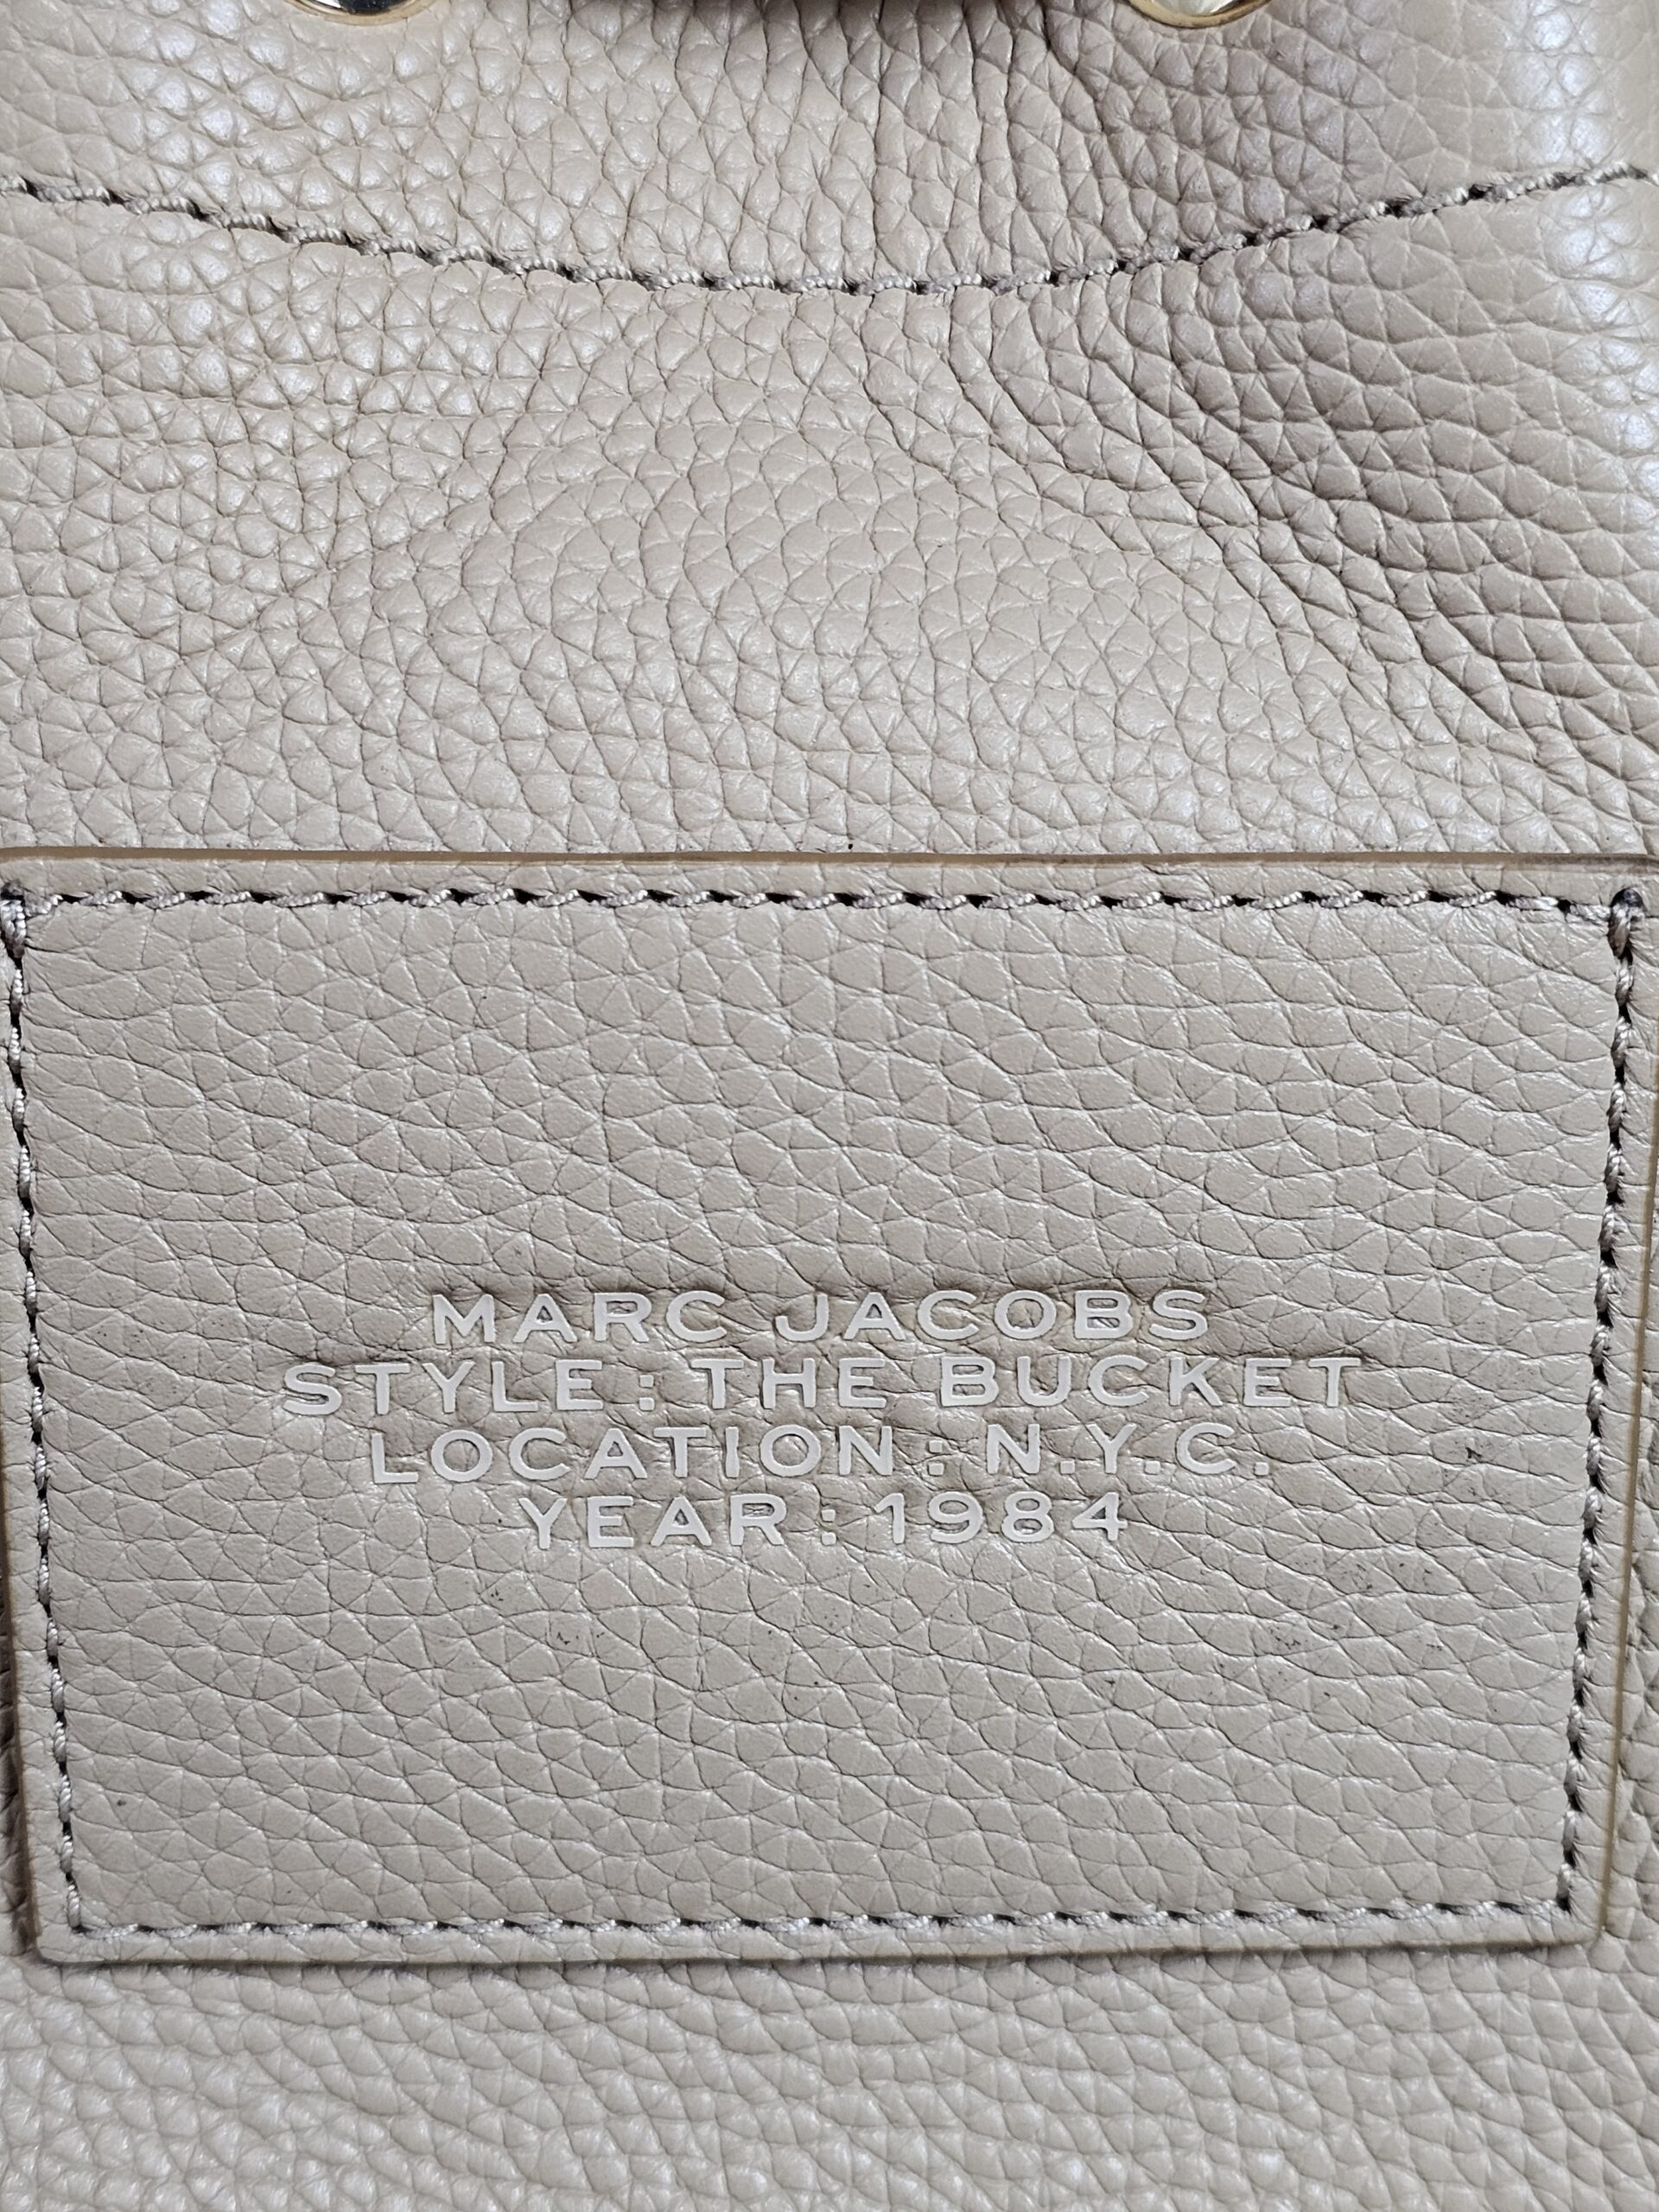 MARC JACOBS
STYLE: THE BUCKET
LOCATION: N.Y.C.
YEAR: 1984